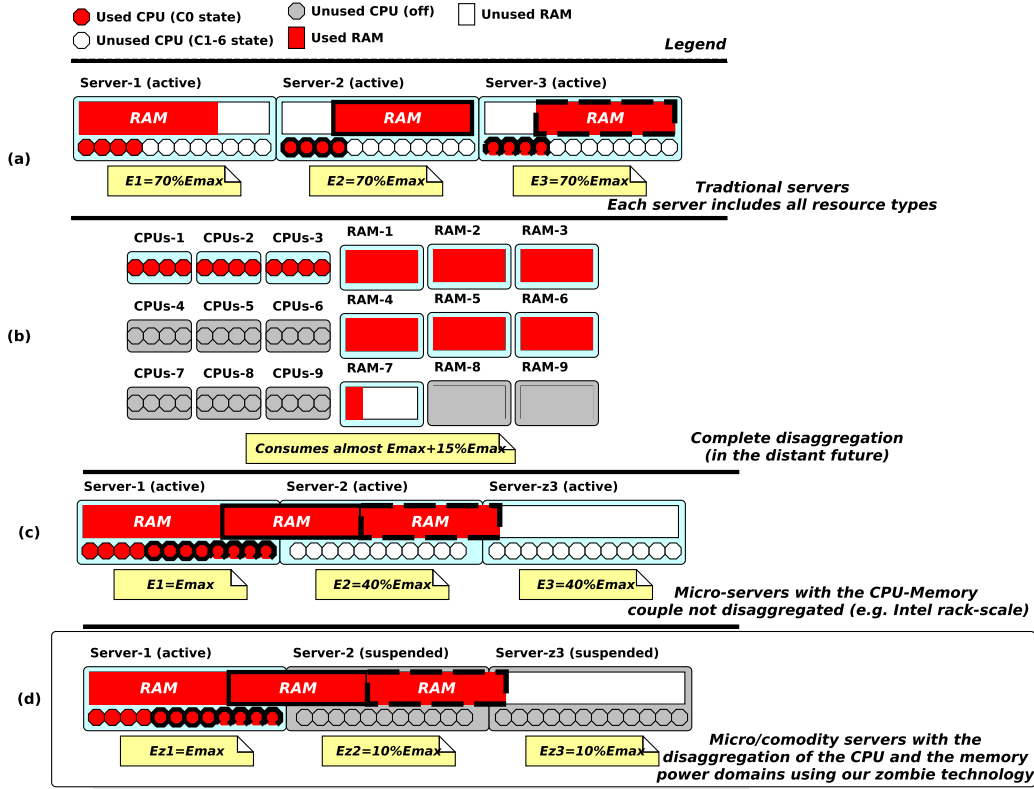 Used CPU (C0 state)
Unused CPU (off)
Unused RAM
Unused CPU (C1-6 state)
Used RAM
Legend
Server-1 (active)
Server-2 (active)
Server-3 (active)
RAM
RAM
RAM
(a)
E1=70%Emax
E2=70%Emax
E3=70%Emax
Tradtional servers
Each server includes all resource types
CPUs-1
CPUs-2
CPUs-3
RAM-1
RAM-2
RAM-3
CPUs-4
CPUs-5
CPUs-6
RAM-4
RAM-5
RAM-6
(b)
CPUs-7
CPUs-8
CPUs-9
RAM-7
RAM-8
RAM-9
Consumes almost Emax+15%Emax
Complete disaggregation
(in the distant future)
Server-1 (active)
Server-2 (active)
Server-z3 (active)
RAM
RAM
RAM
(c)
E1=Emax
E2=40%Emax
E3=40%Emax
Micro-servers with the CPU-Memory
couple not disaggregated (e.g. Intel rack-scale)
Server-1 (active)
Server-2 (suspended)
Server-z3 (suspended)
RAM
RAM
RAM
(d)
Ez1=Emax
Ez2=10%Emax
Ez3=10%Emax
Micro/comodity servers with the
disaggregation of the CPU and the memory
power domains using our zombie technology